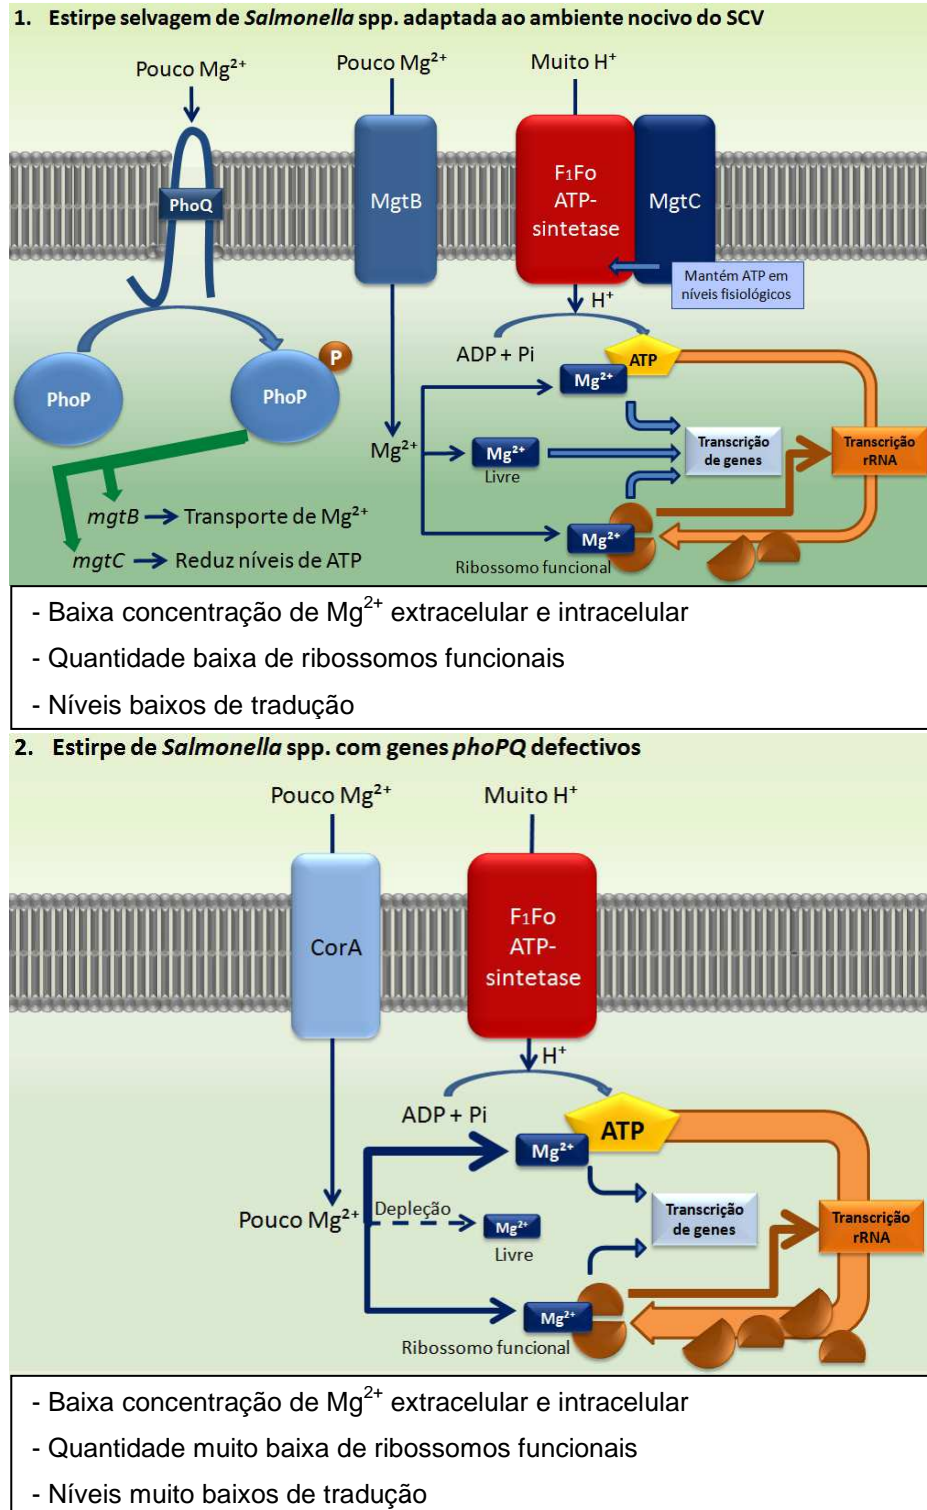 1. Estirpe selvagem de Salmonella spp. adaptada ao ambiente nocivo do SCV
Pouco Mg²⁺
Pouco Mg²⁺
Muito H⁺
PhoQ
MgtB
F₁Fo
ATP-
sintetase
MgtC
Mantém ATP em
níveis fisiológicos
H⁺
ADP + Pi
ATP
Mg²⁺
PhoP
PhoP
P
Mg²⁺
Mg²⁺
Livre
Transcrição
de genes
Transcrição
rRNA
mgtB
Transporte de Mg²⁺
Mg²⁺
mgtC
Reduz níveis de ATP
Ribossomo funcional
- Baixa concentração de Mg²⁺ extracelular e intracelular
- Quantidade baixa de ribossomos funcionais
- Níveis baixos de tradução
2. Estirpe de Salmonella spp. com genes phoPQ defectivos
Pouco Mg²⁺
Muito H⁺
CorA
F₁Fo
ATP-
sintetase
H⁺
ADP + Pi
ATP
Mg²⁺
Pouco Mg²⁺
Depleção
Mg²⁺
Livre
Transcrição
de genes
Transcrição
rRNA
Mg²⁺
Ribossomo funcional
- Baixa concentração de Mg²⁺ extracelular e intracelular
- Quantidade muito baixa de ribossomos funcionais
- Níveis muito baixos de tradução